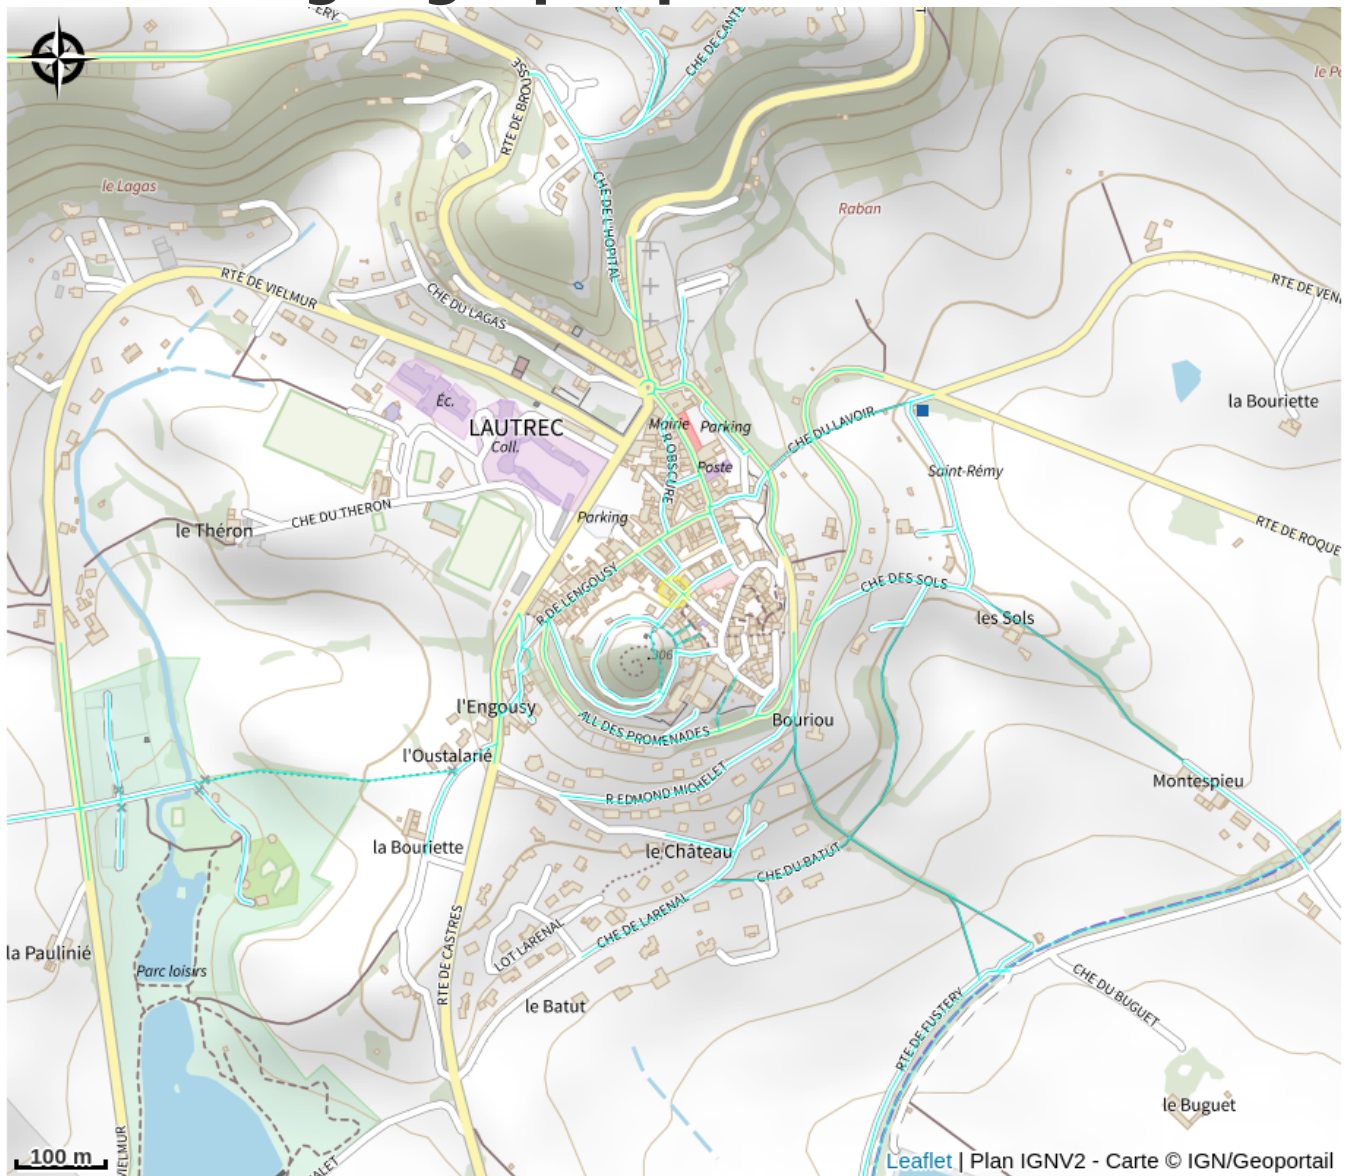 CHE DE CANTE
RTE DE BROUSSE
le Lagas
CHE DE L'HOPITAL
Raban
RTE DE VIELMUR
CHE DU LAGAS
RTE DE VEN
la Bouriette
Éc.
LAUTREC
Coll.
Mairie
Parking
CHE DU LAVOIR
R OBSCURE
Poste
Saint-Rémy
Parking
CHE DU THERON
le Théron
RTE DE ROQUE
R DE LENGOUSY
CHE DES SOLS
les Sols
306
l'Engousy
ALL DES PROMENADES
Bouriou
l'Oustalarié
R EDMOND MICHELET
Montespieu
la Bouriette
le Château
CHE DU BATUT
CHE DE LARENAL
LOT LARENAL
RTE DE CASTRES
la Paulinié
Parc loisirs
le Batut
CHE DU BUGUET
RTE DE FUSTERY
le Buguet
VIELMUR
100 m
Leaflet | Plan IGNV2 - Carte © IGN/Geoportail